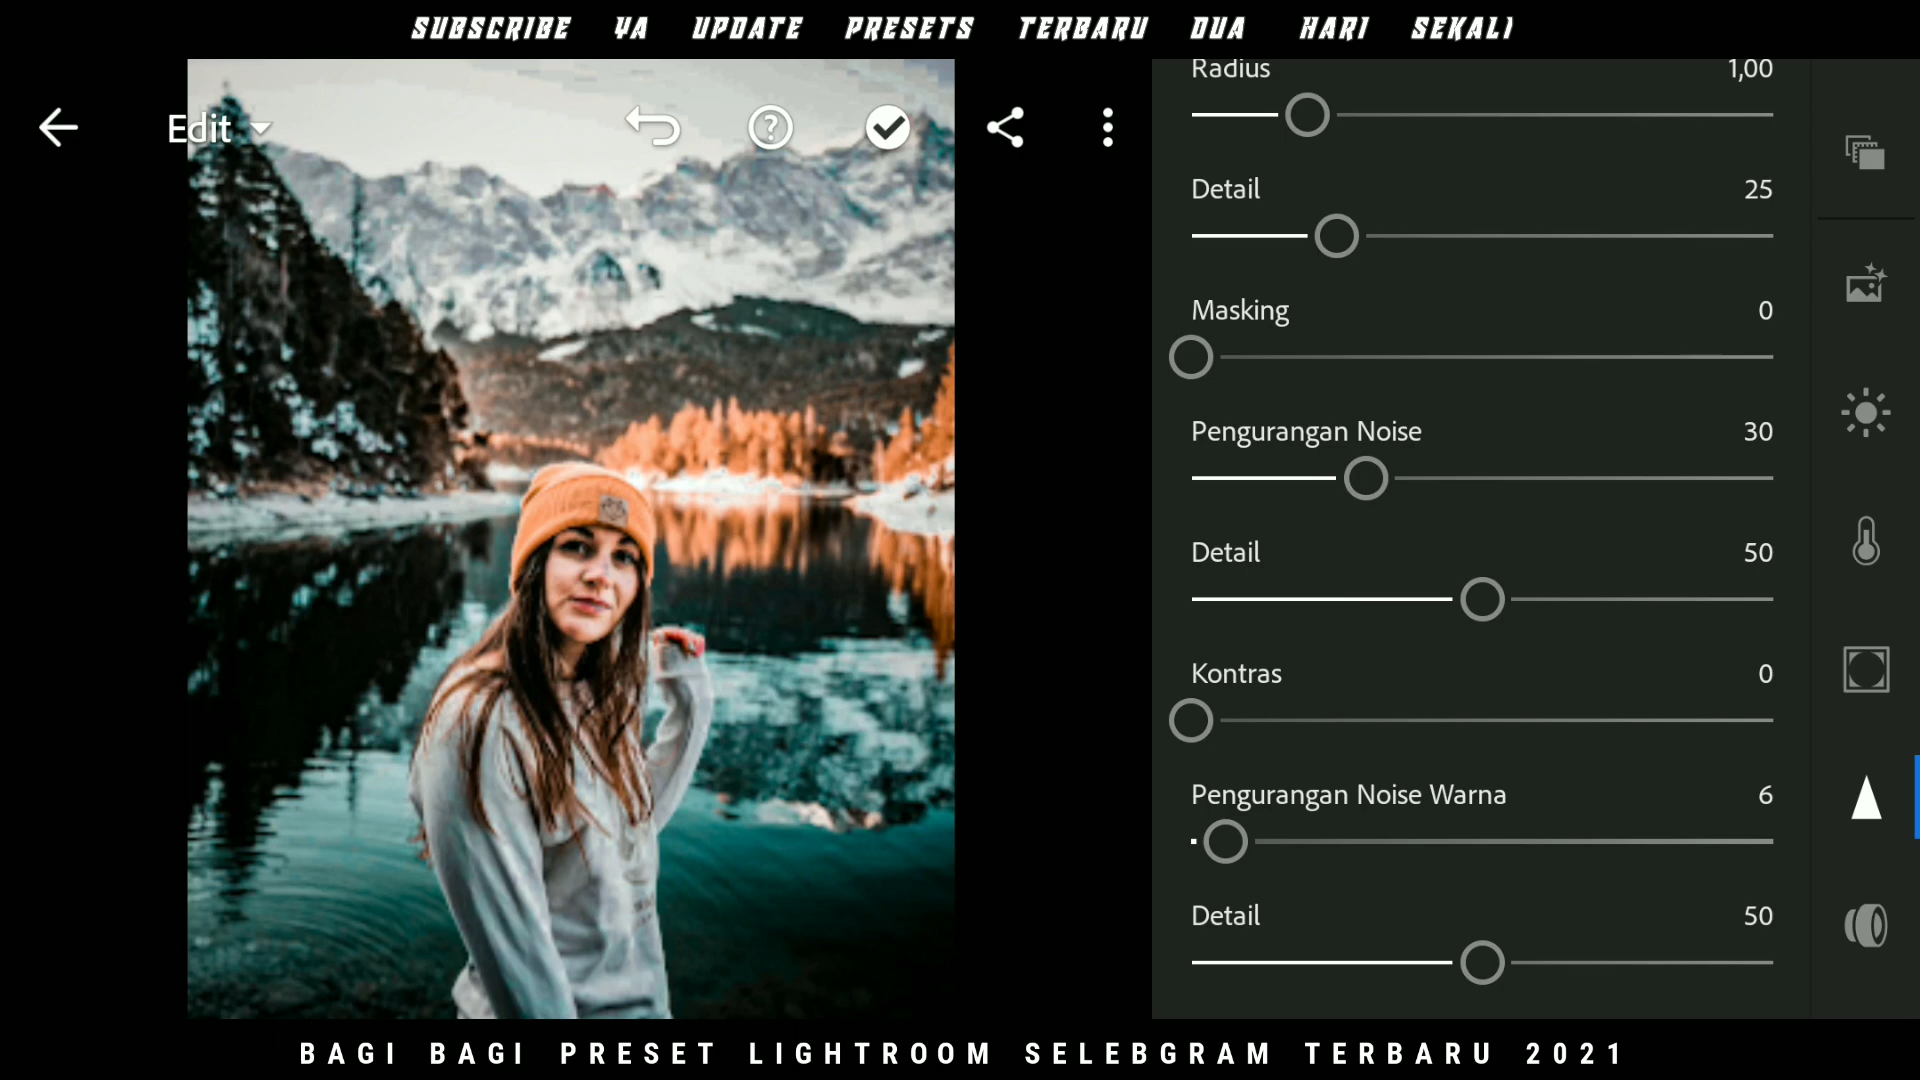 SUBSCRIBE YA UPDATE PRESETS TERBARU DUA HARI SEKALI
Edit
Radius 1,00
Detail 25
Masking 0
Pengurangan Noise 30
Detail 50
Kontras 0
Pengurangan Noise Warna 6
Detail 50
BAGI BAGI PRESET LIGHTROOM SELEBGRAM TERBARU 2021